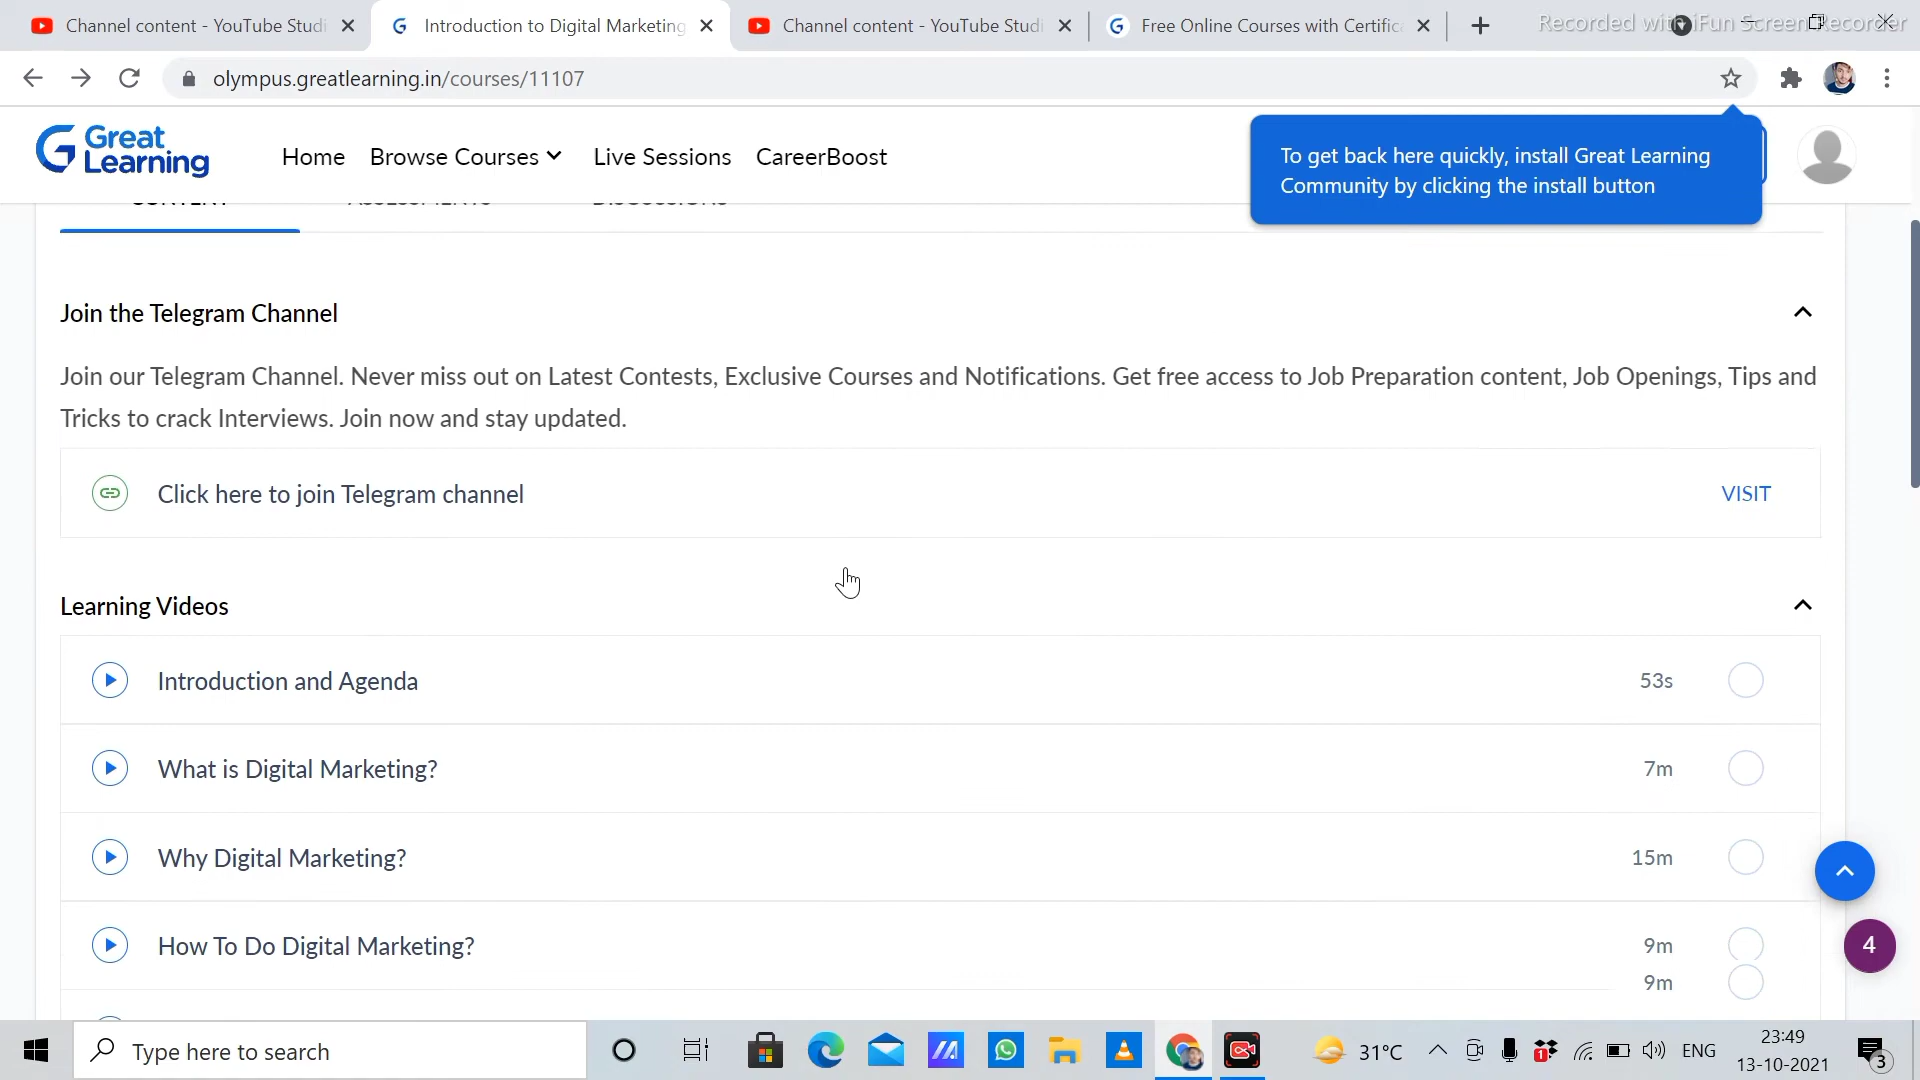 Channel content - YouTube Studi
Introduction to Digital Marketing
Channel content - YouTube Studi
Free Online Courses with Certifica
Recorded with iFun Screen Recorder
olympus.greatlearning.in/courses/11107
Great
Learning
Home
Browse Courses
Live Sessions
CareerBoost
To get back here quickly, install Great Learning
Community by clicking the install button
CONTENT
ASSESSMENTS
DISCUSSIONS
Join the Telegram Channel
Join our Telegram Channel. Never miss out on Latest Contests, Exclusive Courses and Notifications. Get free access to Job Preparation content, Job Openings, Tips and
Tricks to crack Interviews. Join now and stay updated.
Click here to join Telegram channel
VISIT
Learning Videos
Introduction and Agenda
53s
What is Digital Marketing?
7m
Why Digital Marketing?
15m
How To Do Digital Marketing?
9m
9m
4
Type here to search
1
31°C
ENG
23:49
13-10-2021
3